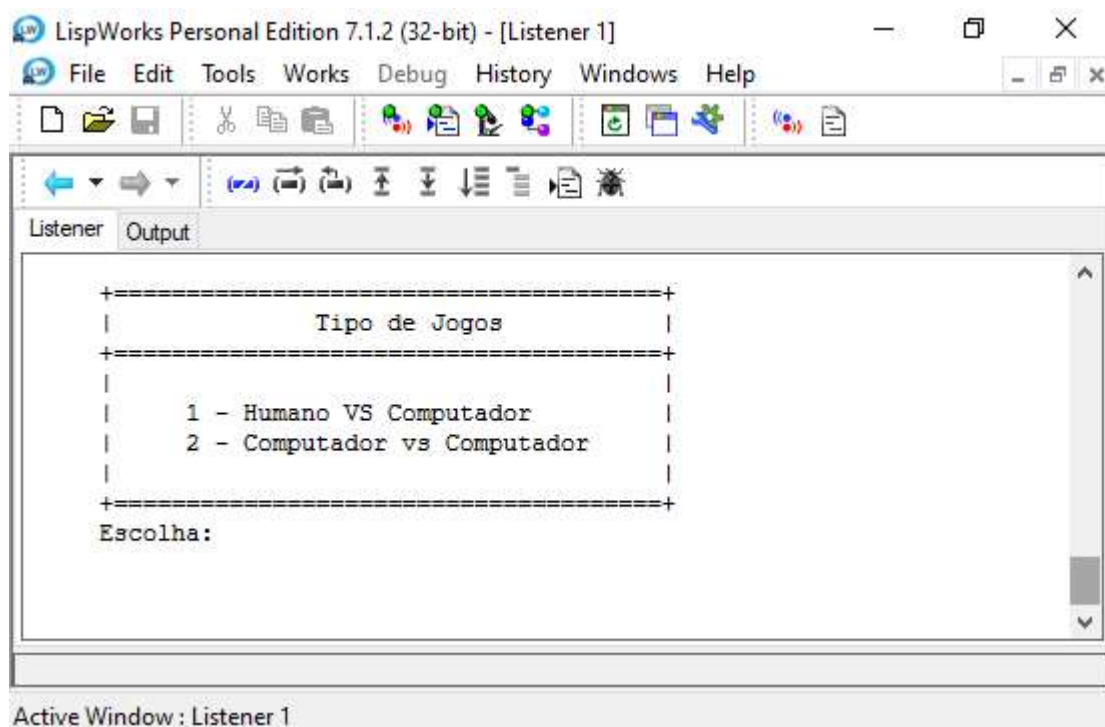 LispWorks Personal Edition 7.1.2 (32-bit) - [Listener 1]
File Edit Tools Works Debug History Windows Help
Listener Output
+======================================+
| Tipo de Jogos |
+======================================+
| |
| 1 - Humano VS Computador |
| 2 - Computador vs Computador |
| |
+======================================+
Escolha:
Active Window : Listener 1